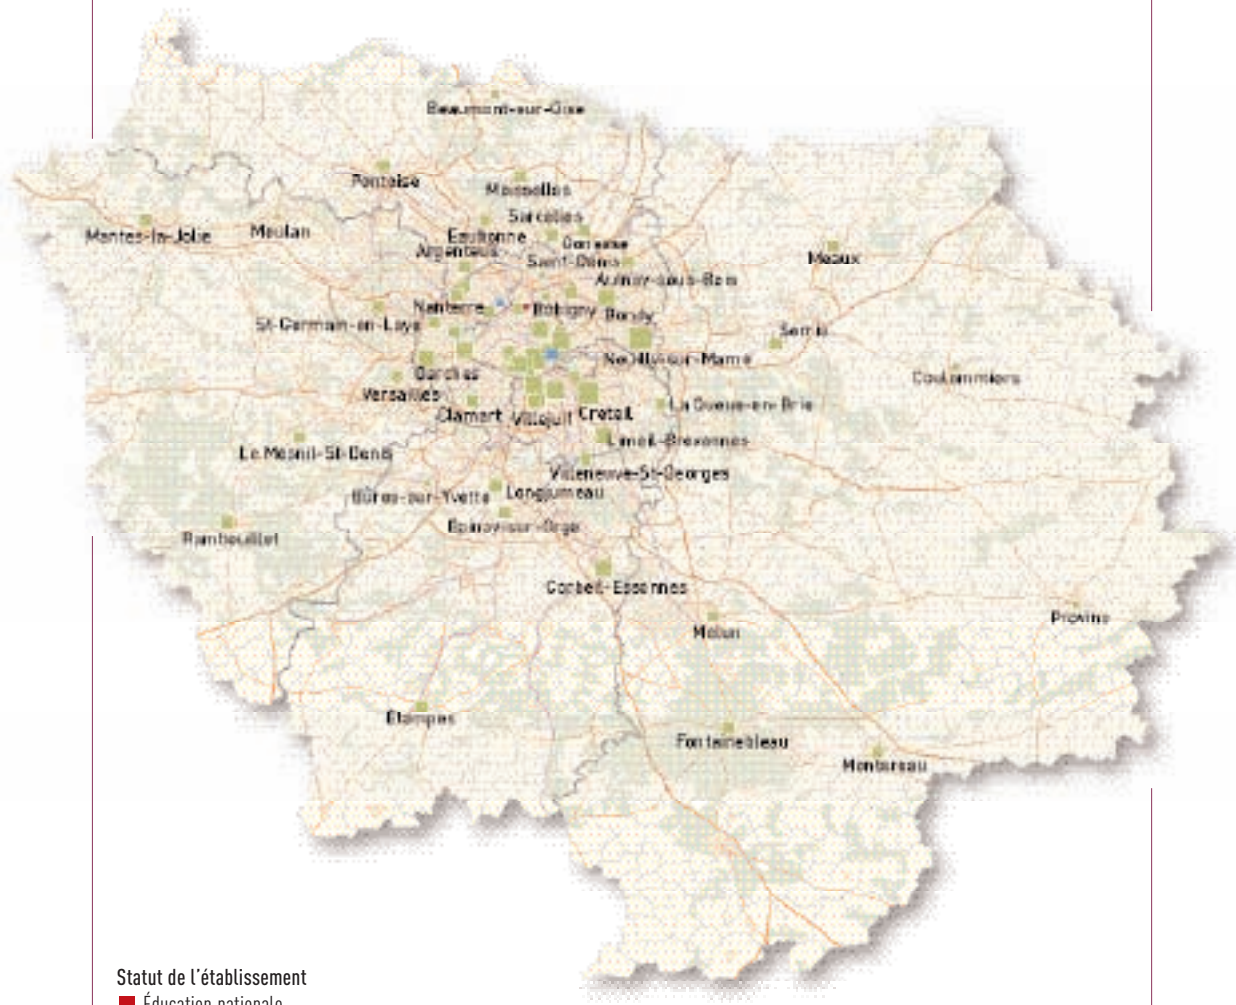 Beaumont-sur-Oise
Pontoise
Moisselles
Sarcelles
Mantes-la-Jolie
Meulan
Eaubonne
Gonesse
Argenteuil
Saint-Denis
Meaux
Aulnay-sous-Bois
Nanterre
Bobigny
Bondy
St-Germain-en-Laye
Serris
Neuilly-sur-Marne
Garches
Coulommiers
Versailles
La Queue-en-Brie
Clamart
Villejuif
Créteil
Limeil-Brévannes
Le Mesnil-St-Denis
Villeneuve-St-Georges
Bures-sur-Yvette
Longjumeau
Épinay-sur-Orge
Rambouillet
Corbeil-Essonnes
Provins
Melun
Étampes
Fontainebleau
Montereau
Statut de l'établissement
Éducation nationale